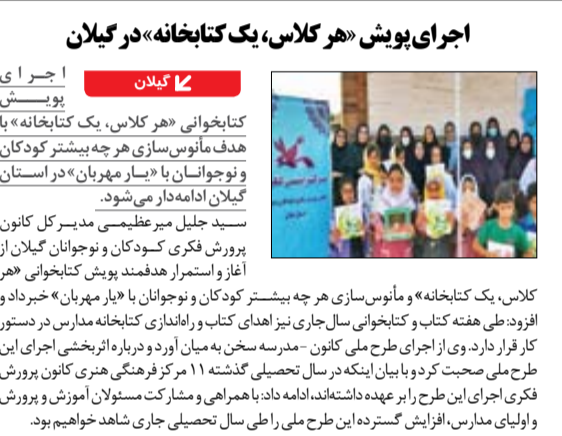 اجرای پویش «هر کلاس، یک کتابخانه» در گیلان
گیلان
اجرای
پویش
کتابخوانی «هر کلاس، یک کتابخانه» با
هدف مأنوس‌سازی هر چه بیشتر کودکان
و نوجوانان با «یار مهربان» در استان
گیلان ادامه‌دار می‌شود.
سید جلیل میرعظیمی مدیر کل کانون
پرورش فکری کودکان و نوجوانان گیلان از
آغاز و استمرار هدفمند پویش کتابخوانی «هر
کلاس، یک کتابخانه» و مأنوس‌سازی هر چه بیشتر کودکان و نوجوانان با «یار مهربان» خبر داد و
افزود: طی هفته کتاب و کتابخوانی سال جاری نیز اهدای کتاب و راه‌اندازی کتابخانه مدارس در دستور
کار قرار دارد. وی از اجرای طرح ملی کانون - مدرسه سخن به میان آورد و درباره اثربخشی اجرای این
طرح ملی صحبت کرد و با بیان اینکه در سال تحصیلی گذشته ۱۱ مرکز فرهنگی هنری کانون پرورش
فکری اجرای این طرح را بر عهده داشته‌اند، ادامه داد: با همراهی و مشارکت مسئولان آموزش و پرورش
و اولیای مدارس، افزایش گسترده این طرح ملی را طی سال تحصیلی جاری شاهد خواهیم بود.